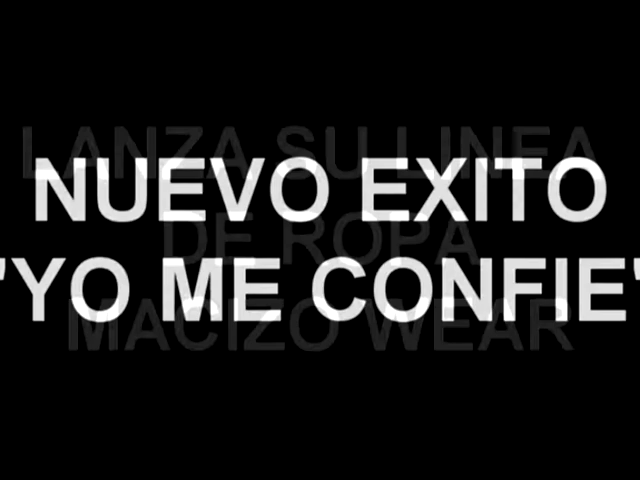 LANZA SU LINEA
NUEVO EXITO
DE ROPA
"YO ME CONFIE"
MACIZO WEAR